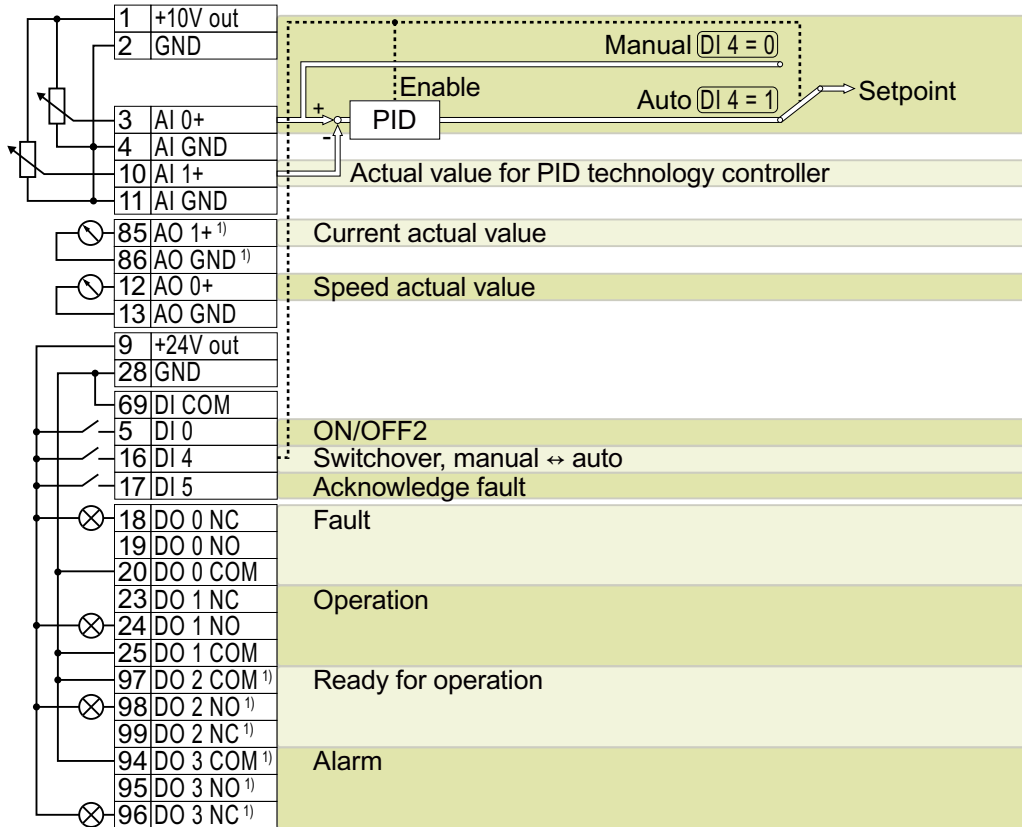 1 +10V out
2 GND
Manual DI 4 = 0
Enable
Auto DI 4 = 1
Setpoint
+
PID
3 AI 0+
-
4 AI GND
10 AI 1+ Actual value for PID technology controller
11 AI GND
85 AO 1+ 1) Current actual value
86 AO GND 1)
12 AO 0+ Speed actual value
13 AO GND
9 +24V out
28 GND
69 DI COM
5 DI 0 ON/OFF2
16 DI 4 Switchover, manual ↔ auto
17 DI 5 Acknowledge fault
18 DO 0 NC Fault
19 DO 0 NO
20 DO 0 COM
23 DO 1 NC Operation
24 DO 1 NO
25 DO 1 COM
97 DO 2 COM 1) Ready for operation
98 DO 2 NO 1)
99 DO 2 NC 1)
94 DO 3 COM 1) Alarm
95 DO 3 NO 1)
96 DO 3 NC 1)